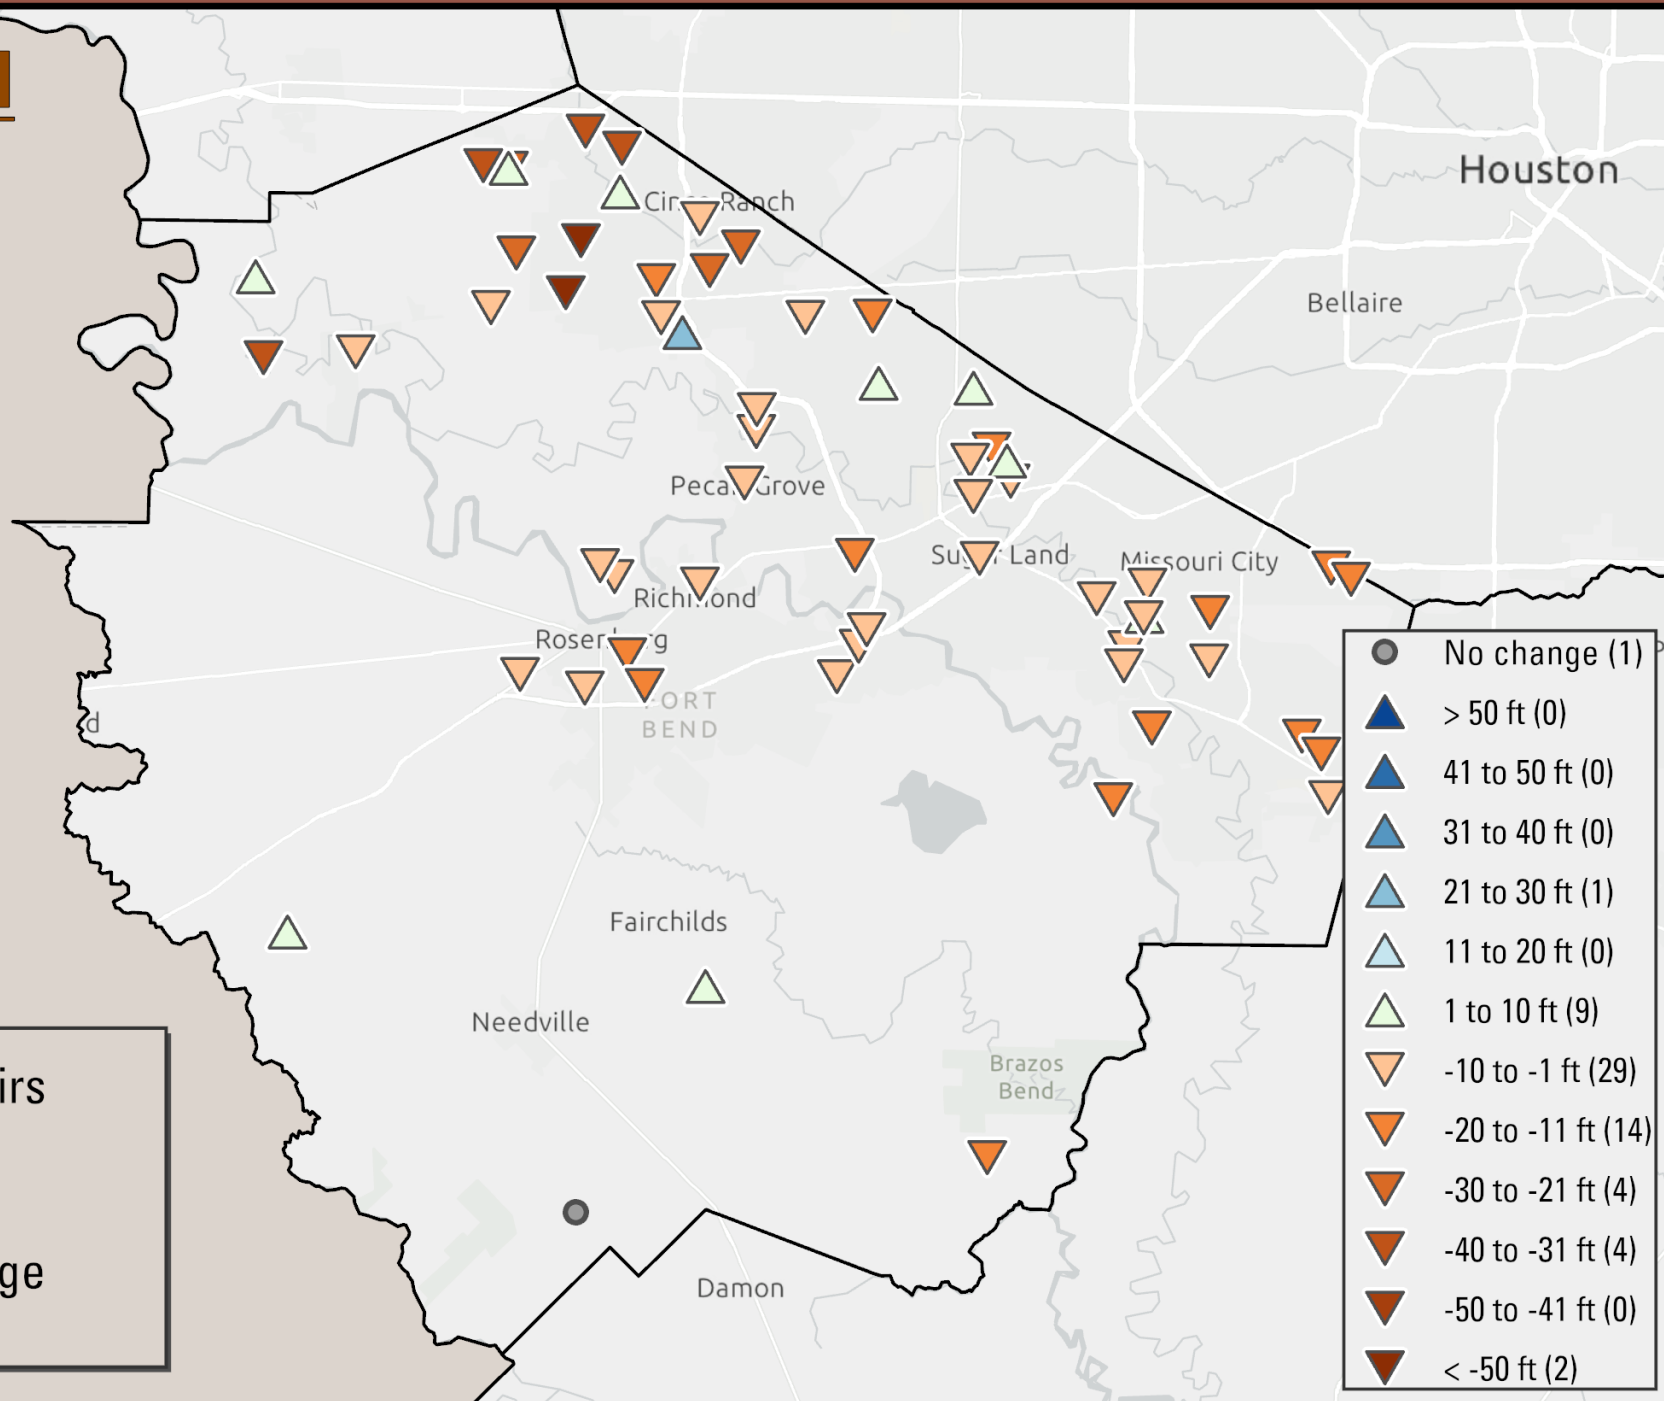 Houston
Cinco Ranch
Bellaire
Pecan Grove
Sugar Land
Missouri City
Richmond
Rosenberg
FORT
BEND
d
Fairchilds
Needville
Brazos
Bend
Damon
irs
ge
No change (1)
> 50 ft (0)
41 to 50 ft (0)
31 to 40 ft (0)
21 to 30 ft (1)
11 to 20 ft (0)
1 to 10 ft (9)
-10 to -1 ft (29)
-20 to -11 ft (14)
-30 to -21 ft (4)
-40 to -31 ft (4)
-50 to -41 ft (0)
< -50 ft (2)